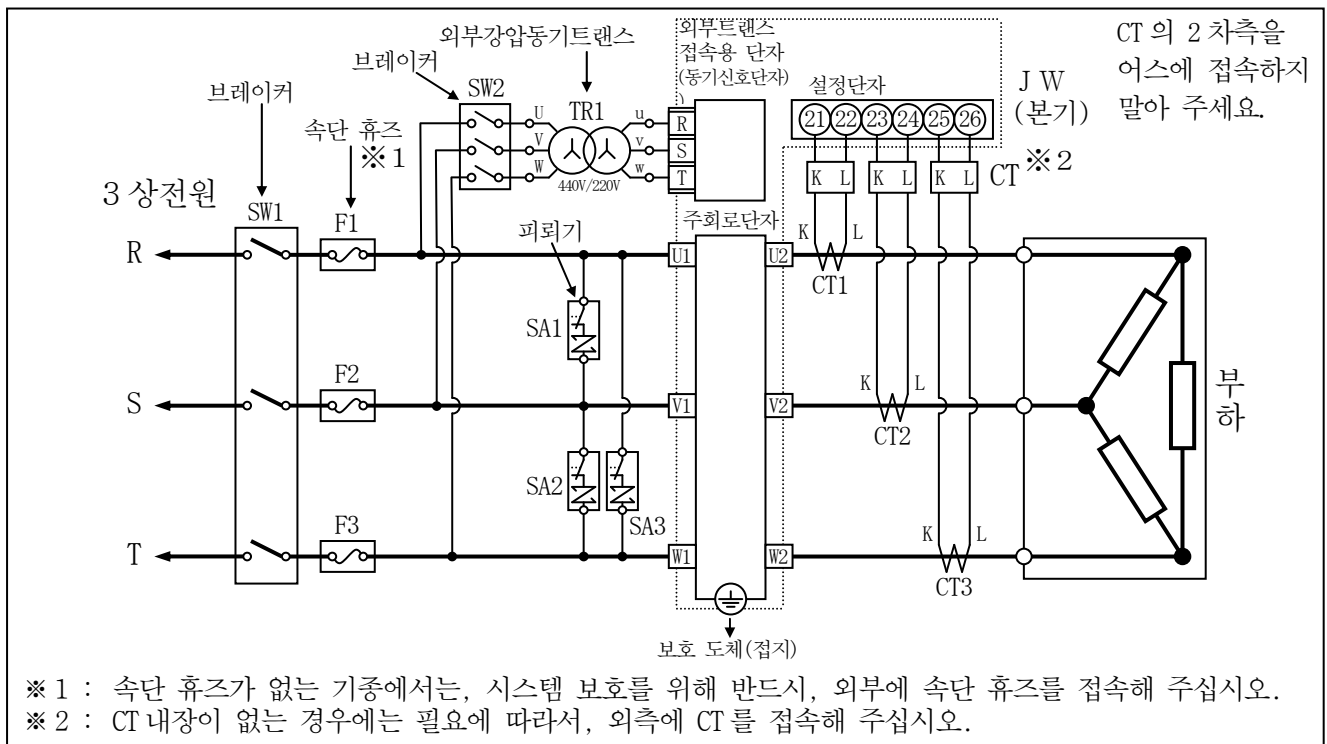 외부강압동기트랜스
브레이커
브레이커
SW2
속단 휴즈
※1
TR1
U
V
W
u
v
w
440V/220V
외부트랜스
접속용 단자
(동기신호단자)
R
S
T
설정단자
21 22 23 24 25 26
JW
(분기)
CT 의 2 차측을
어스에 접속하지
말아 주세요.
K L K L K L
CT ※2
3 상전원
SW1
F1
피뢰기
주회로단자
R
U1
U2
K
L
CT1
SA1
F2
S
V1
V2
K
L
CT2
부하
SA2
SA3
F3
T
W1
W2
K
L
CT3
보호 도체(접지)
※1 : 속단 휴즈가 없는 기종에서는, 시스템 보호를 위해 반드시, 외부에 속단 휴즈를 접속해 주십시오.
※2 : CT 내장이 없는 경우에는 필요에 따라서, 외측에 CT 를 접속해 주십시오.